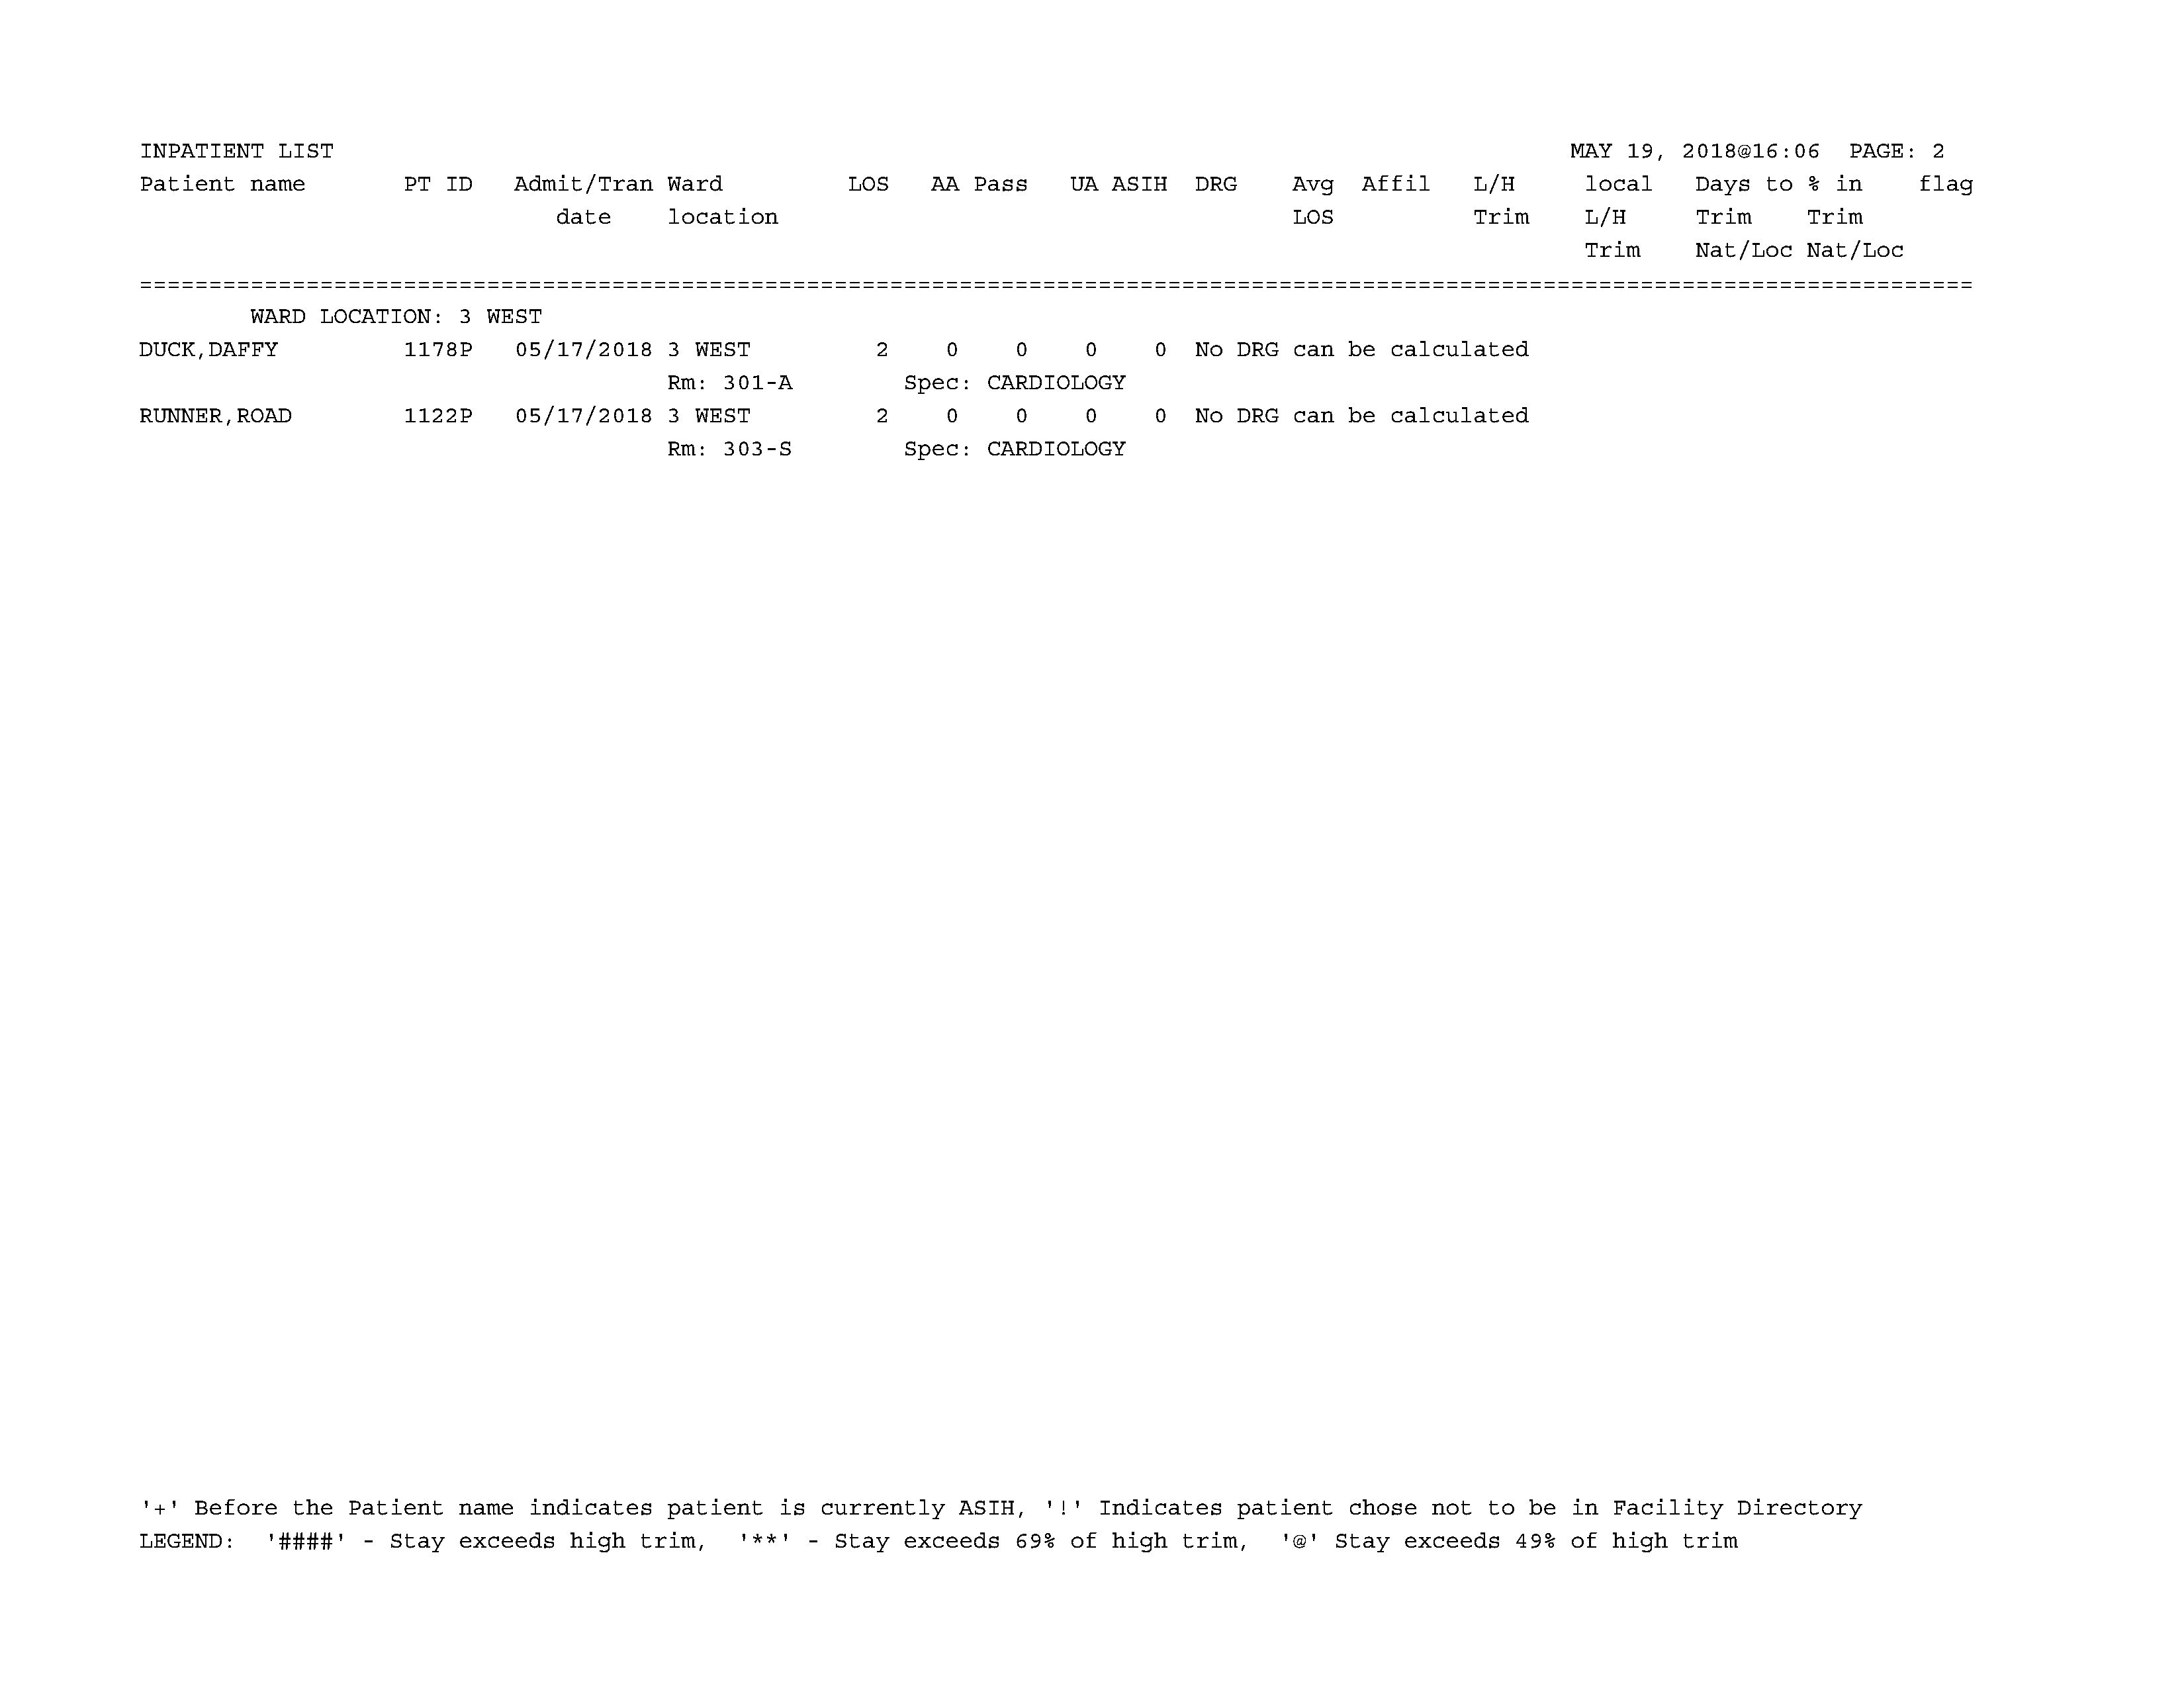 INPATIENT LIST MAY 19, 2018@16:06 PAGE: 2
Patient name PT ID Admit/Tran Ward LOS AA Pass UA ASIH DRG Avg Affil L/H local Days to % in flag
date location LOS Trim L/H Trim Trim
Trim Nat/Loc Nat/Loc
====================================================================================================================================
WARD LOCATION: 3 WEST
DUCK,DAFFY 1178P 05/17/2018 3 WEST 2 0 0 0 0 No DRG can be calculated
Rm: 301-A Spec: CARDIOLOGY
RUNNER,ROAD 1122P 05/17/2018 3 WEST 2 0 0 0 0 No DRG can be calculated
Rm: 303-S Spec: CARDIOLOGY
'+' Before the Patient name indicates patient is currently ASIH, '!' Indicates patient chose not to be in Facility Directory
LEGEND: '####' - Stay exceeds high trim, '**' - Stay exceeds 69% of high trim, '@' Stay exceeds 49% of high trim